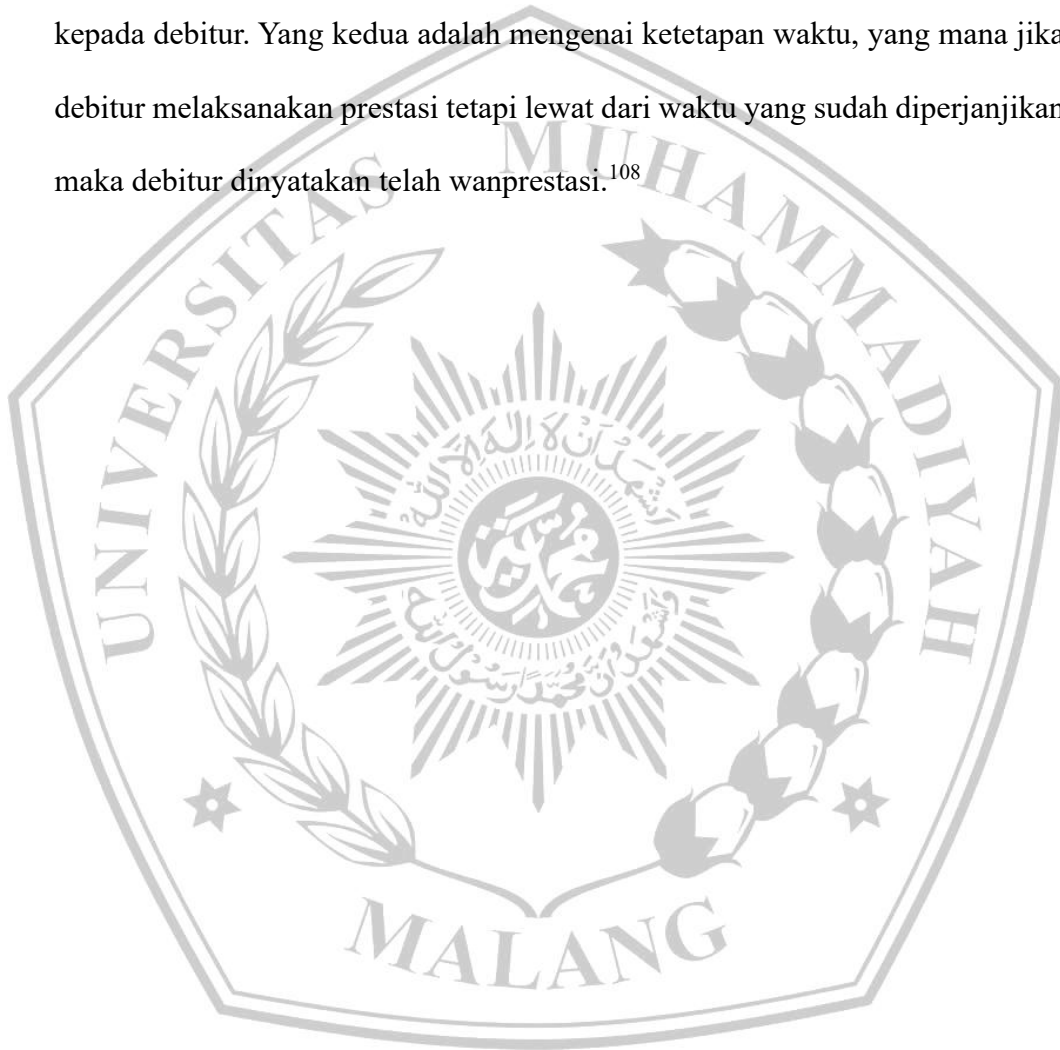 kepada debitur. Yang kedua adalah mengenai ketetapan waktu, yang mana jika
debitur melaksanakan prestasi tetapi lewat dari waktu yang sudah diperjanjikan
maka debitur dinyatakan telah wanprestasi.108
UNIVERSITAS MUHAMMADIYAH
MALANG